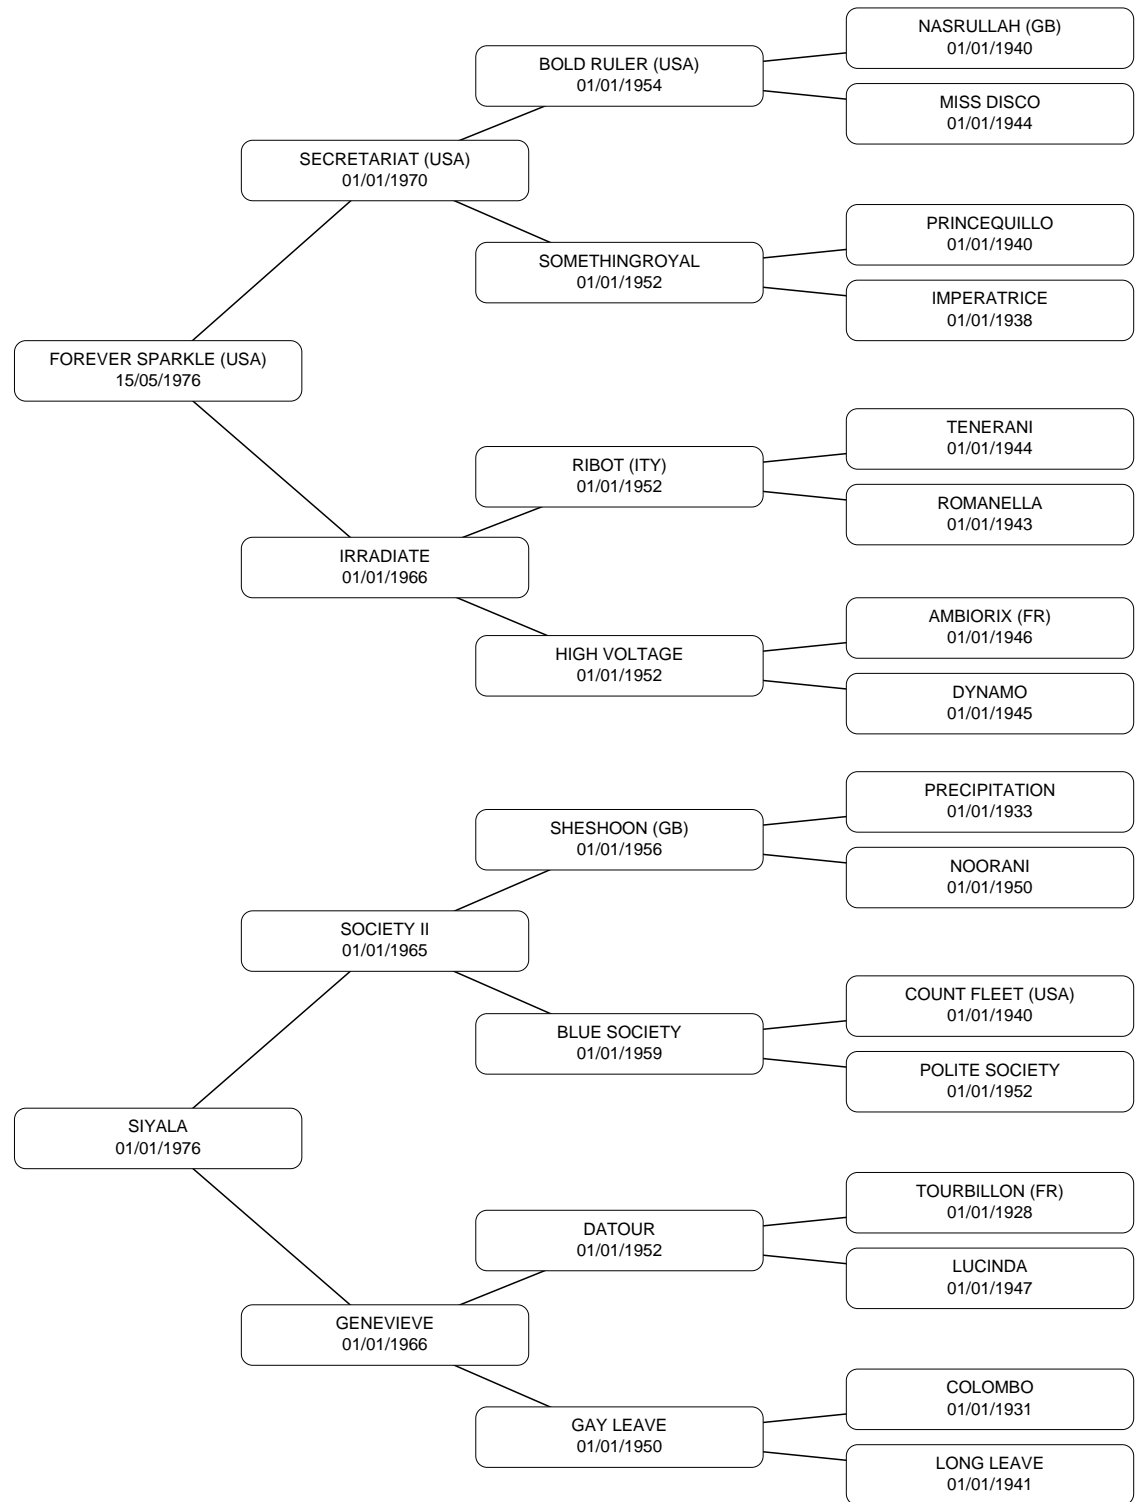 NASRULLAH (GB)
01/01/1940
BOLD RULER (USA)
01/01/1954
MISS DISCO
01/01/1944
SECRETARIAT (USA)
01/01/1970
PRINCEQUILLO
01/01/1940
SOMETHINGROYAL
01/01/1952
IMPERATRICE
01/01/1938
FOREVER SPARKLE (USA)
15/05/1976
TENERANI
01/01/1944
RIBOT (ITY)
01/01/1952
ROMANELLA
01/01/1943
IRRADIATE
01/01/1966
AMBIORIX (FR)
01/01/1946
HIGH VOLTAGE
01/01/1952
DYNAMO
01/01/1945
PRECIPITATION
01/01/1933
SHESHOON (GB)
01/01/1956
NOORANI
01/01/1950
SOCIETY II
01/01/1965
COUNT FLEET (USA)
01/01/1940
BLUE SOCIETY
01/01/1959
POLITE SOCIETY
01/01/1952
SIYALA
01/01/1976
TOURBILLON (FR)
01/01/1928
DATOUR
01/01/1952
LUCINDA
01/01/1947
GENEVIEVE
01/01/1966
COLOMBO
01/01/1931
GAY LEAVE
01/01/1950
LONG LEAVE
01/01/1941